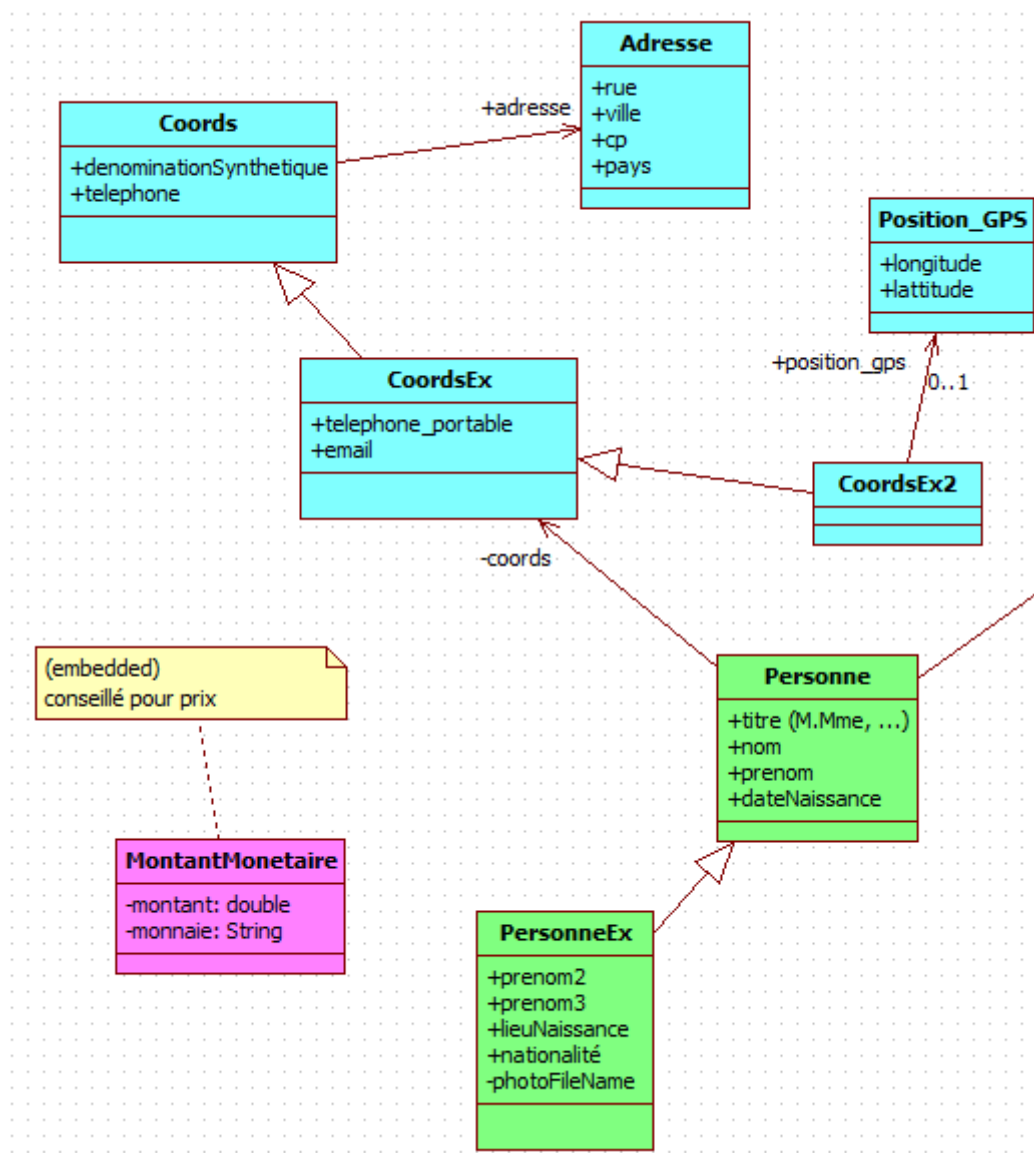 Adresse
+rue
+ville
+cp
+pays
+adresse
Coords
+denominationSynthetique
+telephone
Position_GPS
+longitude
+lattitude
+position_gps
0..1
CoordsEx
+telephone_portable
+email
CoordsEx2
-coords
(embedded)
conseillé pour prix
Personne
+titre (M.Mme, ...)
+nom
+prenom
+dateNaissance
MontantMonetaire
-montant: double
-monnaie: String
PersonneEx
+prenom2
+prenom3
+lieuNaissance
+nationalité
-photoFileName